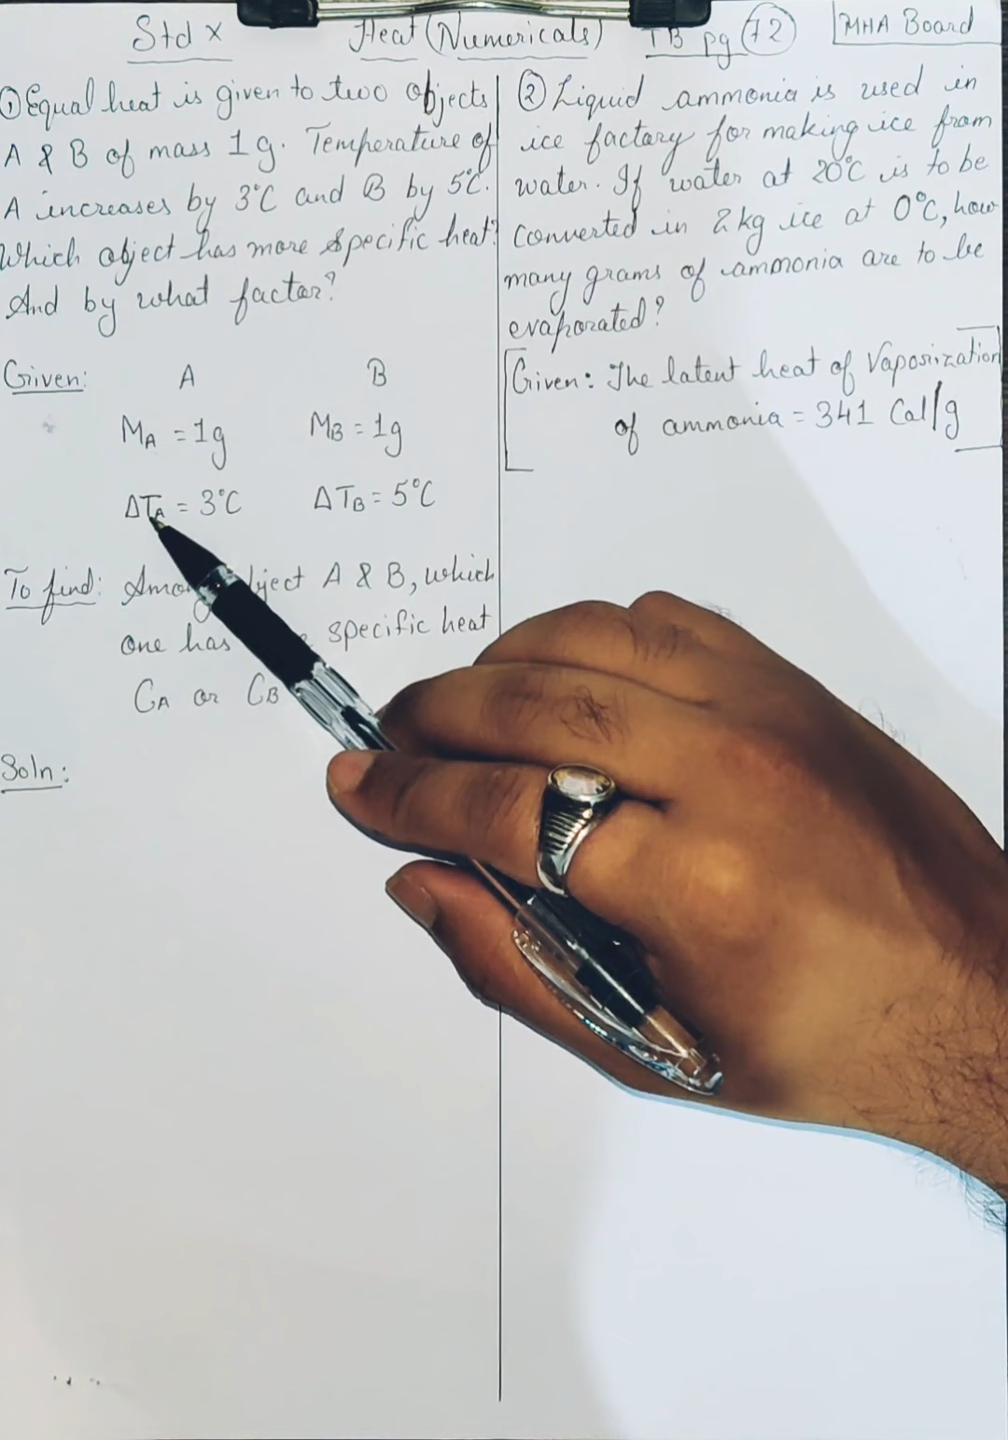 Std X Heat (Numericals) TB pg 72 MHA Board
① Equal heat is given to two objects
A & B of mass 1g. Temperature of
A increases by 3°C and B by 5°C.
Which object has more specific heat?
And by what factor?
Given: A B
MA = 1g MB = 1g
ΔTA = 3°C ΔTB = 5°C
To find: A & B, which
one has specific heat
CA or CB
Soln:
② Liquid ammonia is used in
ice factory for making ice from
water. If water at 20°C is to be
converted in 2 kg ice at 0°C, how
many grams of ammonia are to be
evaporated?
Given: The latent heat of Vaporization
of ammonia = 341 Cal/g